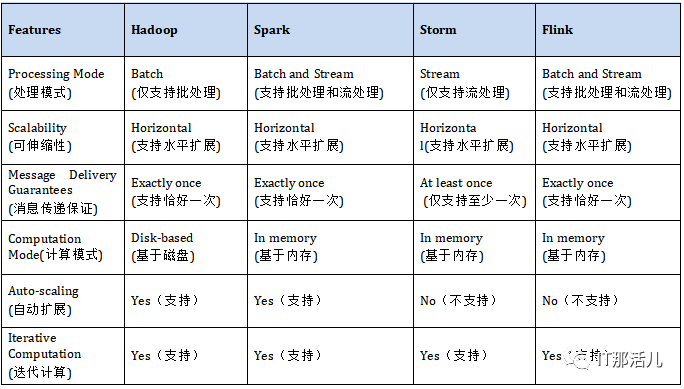 Features Hadoop Spark Storm Flink
Processing Mode Batch Batch and Stream Stream Batch and Stream
(处理模式) (仅支持批处理) (支持批处理和流处理) (仅支持流处理) (支持批处理和流处理)
Scalability Horizontal Horizontal Horizonta Horizontal
(可伸缩性) (支持水平扩展) (支持水平扩展) l(支持水平扩展) (支持水平扩展)
Message Delivery
Guarantees Exactly once Exactly once At least once Exactly once
(消息传递保证) (支持恰好一次) (支持恰好一次) (仅支持至少一次) (支持恰好一次)
Computation Disk-based In memory In memory In memory
Mode(计算模式) (基于磁盘) (基于内存) (基于内存) (基于内存)
Auto-scaling
(自动扩展) Yes（支持） Yes（支持） No（不支持） No（不支持）
Iterative
Computation Yes（支持） Yes（支持） Yes（支持） Yes（支持）
(迭代计算)
IT那活儿